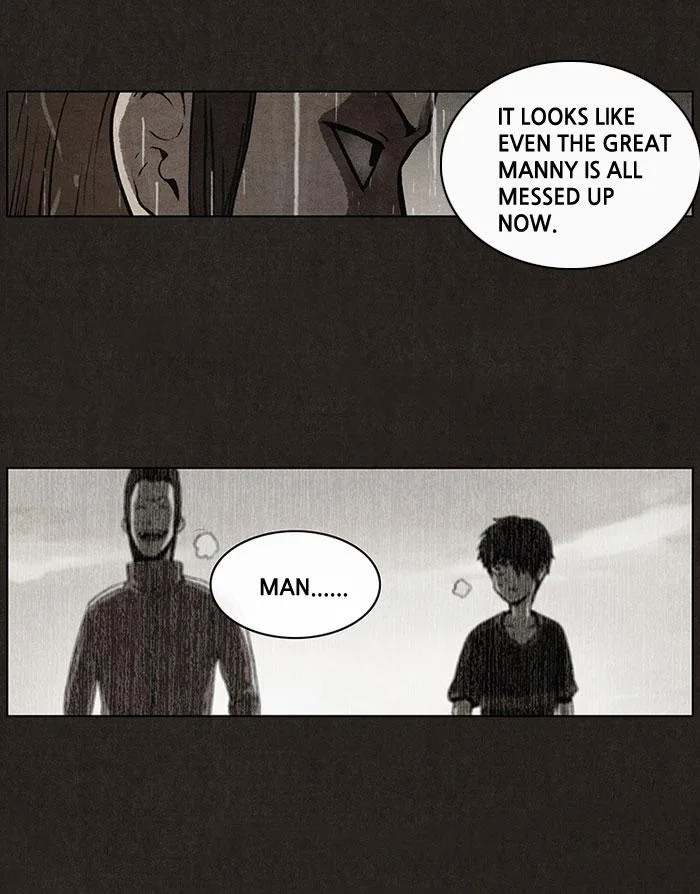 IT LOOKS LIKE
EVEN THE GREAT
MANNY IS ALL
MESSED UP
NOW.
MAN......